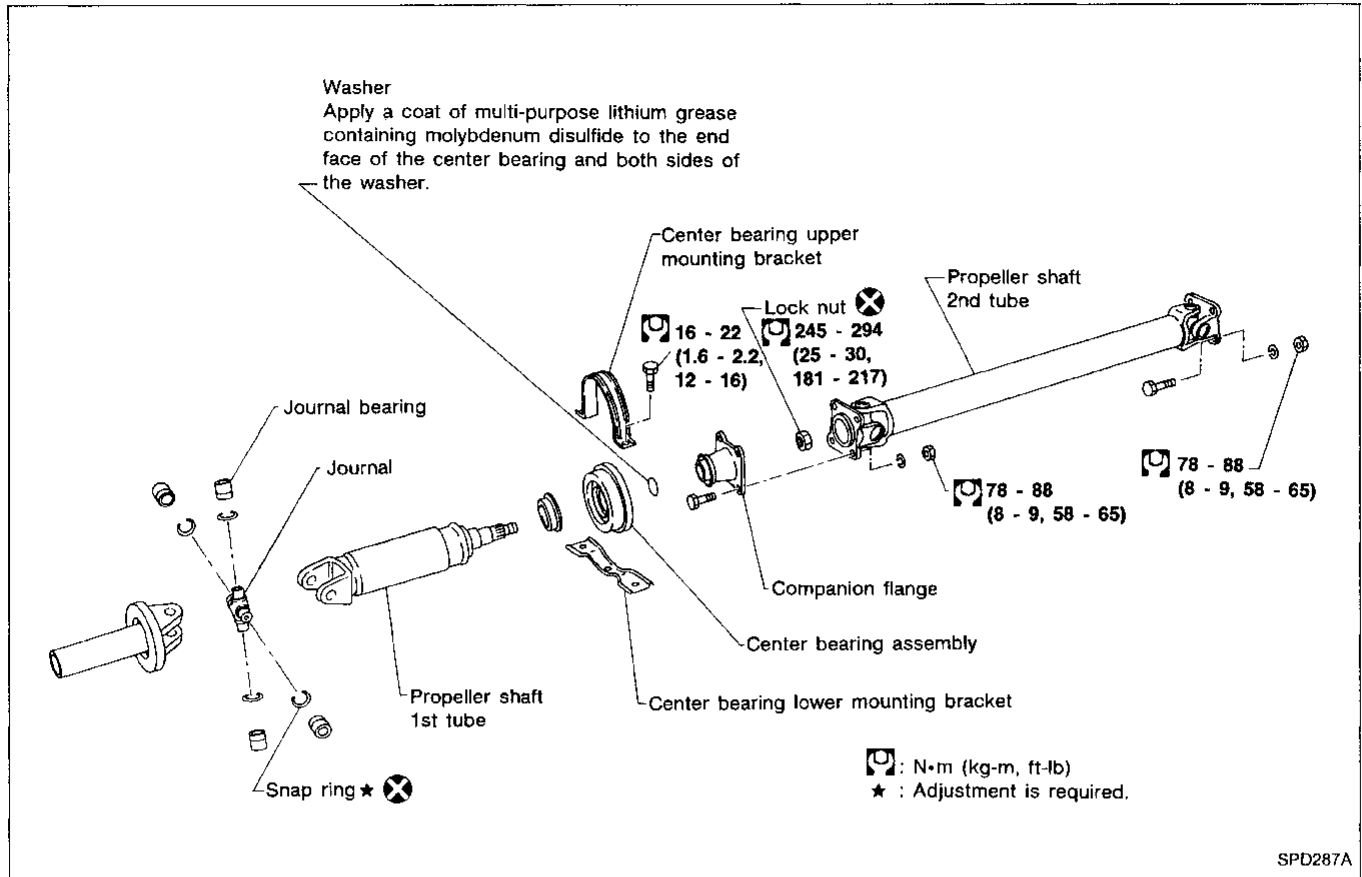 Washer
Apply a coat of multi-purpose lithium grease
containing molybdenum disulfide to the end
face of the center bearing and both sides of
the washer.
Center bearing upper
mounting bracket
Propeller shaft
2nd tube
Lock nut
16 - 22
(1.6 - 2.2,
12 - 16)
245 - 294
(25 - 30,
181 - 217)
Journal bearing
Journal
78 - 88
(8 - 9, 58 - 65)
78 - 88
(8 - 9, 58 - 65)
Companion flange
Center bearing assembly
Center bearing lower mounting bracket
Propeller shaft
1st tube
Snap ring ★
: N•m (kg-m, ft-lb)
★ : Adjustment is required.
SPD287A